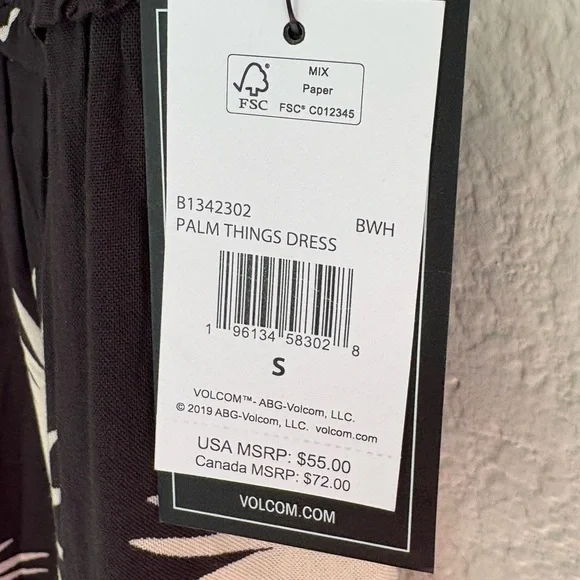 MIX
Paper
FSC
FSC® C012345
B1342302
BWH
PALM THINGS DRESS
1 96134 58302 8
S
VOLCOM™- ABG-Volcom, LLC.
© 2019 ABG-Volcom, LLC. volcom.com
USA MSRP: $55.00
Canada MSRP: $72.00
VOLCOM.COM